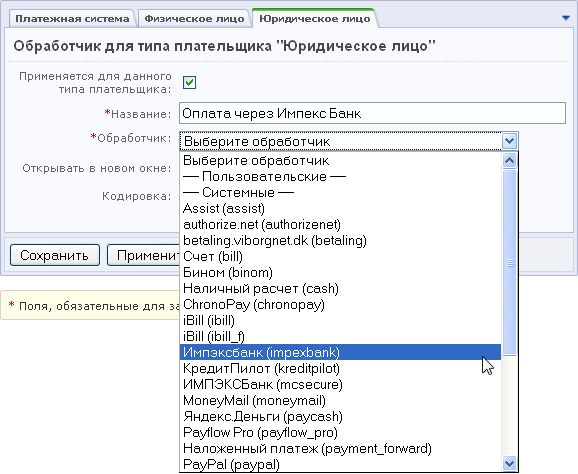 Платежная система Физическое лицо Юридическое лицо
Обработчик для типа плательщика "Юридическое лицо"
Применяется для данного
типа плательщика:
*Название: Оплата через Импекс Банк
*Обработчик: Выберите обработчик
Открывать в новом окне:
Кодировка:
Выберите обработчик
── Пользовательские ──
── Системные ──
Assist (assist)
authorize.net (authorizenet)
betaling.viborgnet.dk (betaling)
Счет (bill)
Бином (binom)
Наличный расчет (cash)
ChronoPay (chronopay)
iBill (ibill)
iBill (ibill_f)
Импэксбанк (impexbank)
КредитПилот (kreditpilot)
ИМПЭКСБанк (mcsecure)
MoneyMail (moneymail)
Яндекс.Деньги (paycash)
Payflow Pro (payflow_pro)
Наложенный платеж (payment_forward)
PayPal (paypal)
Сохранить Применит
* Поля, обязательные для за